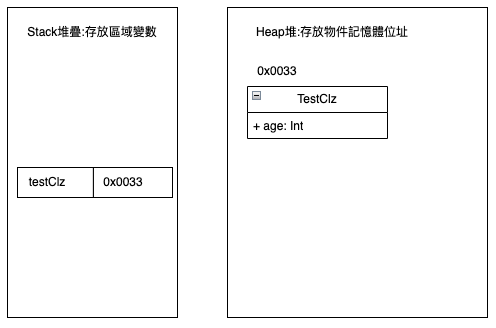 Stack堆疊:存放區域變數
testClz
0x0033
Heap堆:存放物件記憶體位址
0x0033
TestClz
+ age: Int